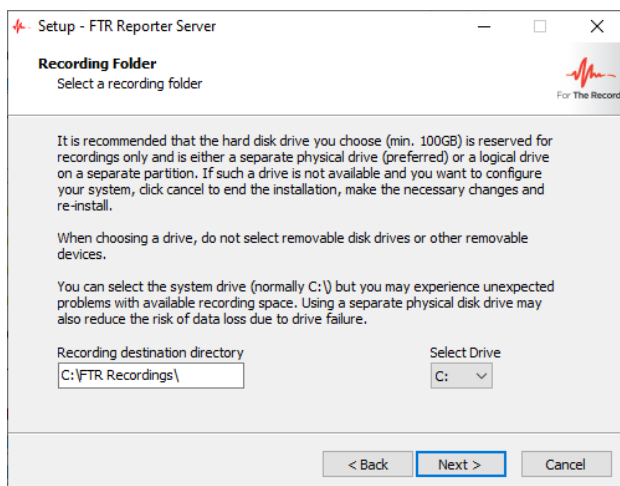 Setup - FTR Reporter Server
Recording Folder
Select a recording folder
For The Record
It is recommended that the hard disk drive you choose (min. 100GB) is reserved for
recordings only and is either a separate physical drive (preferred) or a logical drive
on a separate partition. If such a drive is not available and you want to configure
your system, click cancel to end the installation, make the necessary changes and
re-install.
When choosing a drive, do not select removable disk drives or other removable
devices.
You can select the system drive (normally C:\) but you may experience unexpected
problems with available recording space. Using a separate physical disk drive may
also reduce the risk of data loss due to drive failure.
Recording destination directory
Select Drive
C:\FTR Recordings\
C:
< Back
Next >
Cancel